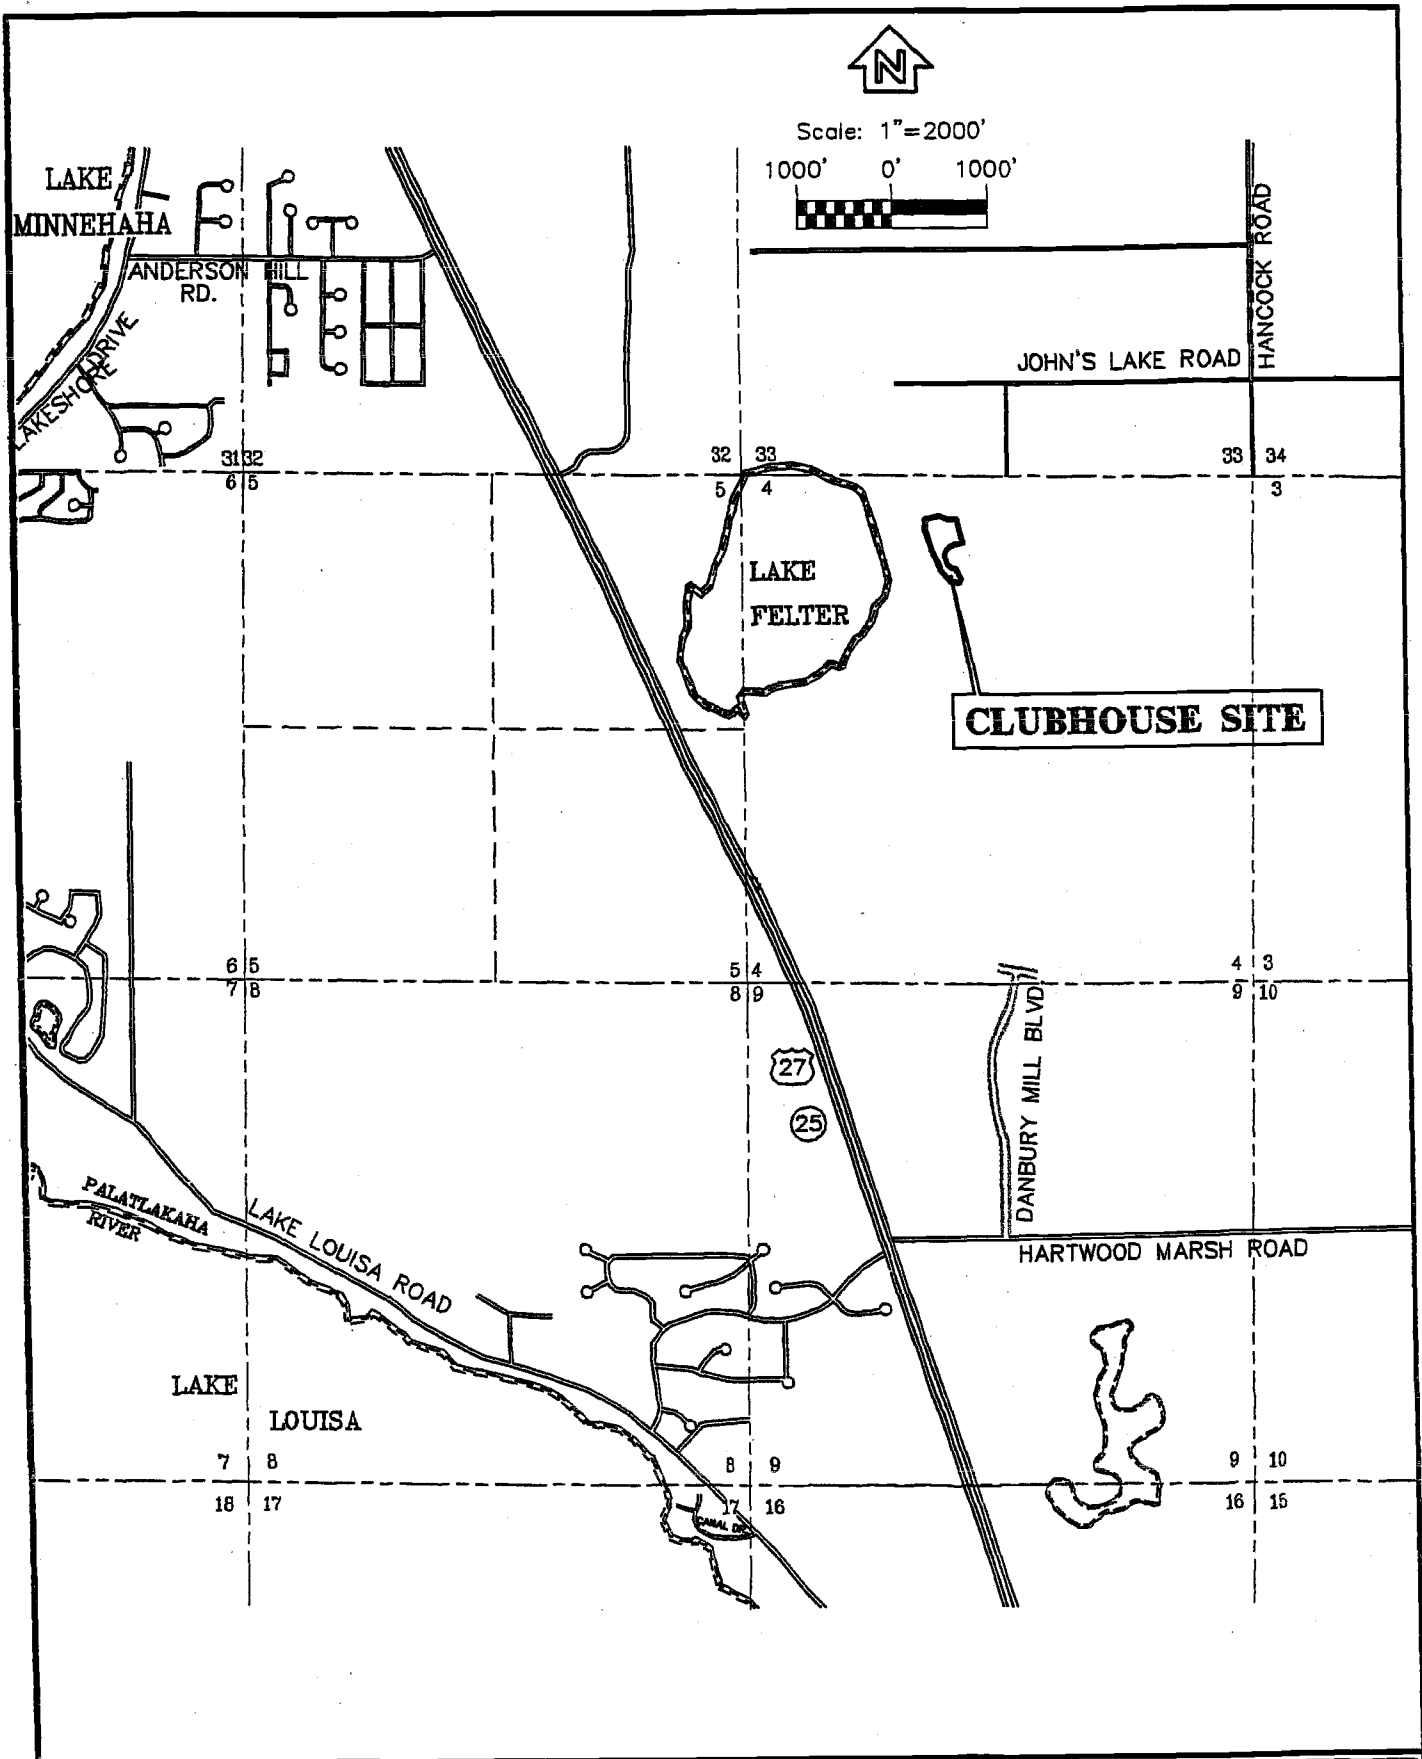 N
Scale: 1"=2000'
1000' 0' 1000'
LAKE
MINNEHAHA
ANDERSON HILL
RD.
LAKESHORE DRIVE
HANCOCK ROAD
JOHN'S LAKE ROAD
31 32
6 5
32 33
5 4
33 34
3
LAKE
FELTER
CLUBHOUSE SITE
6 5
7 8
5 4
8 9
4 3
9 10
27
25
DANBURY MILL BLVD
HARTWOOD MARSH ROAD
PALATLAKAHA
RIVER
LAKE LOUISA ROAD
LAKE
LOUISA
7 8
18 17
8 9
17 16
CANAL DR.
9 10
16 15